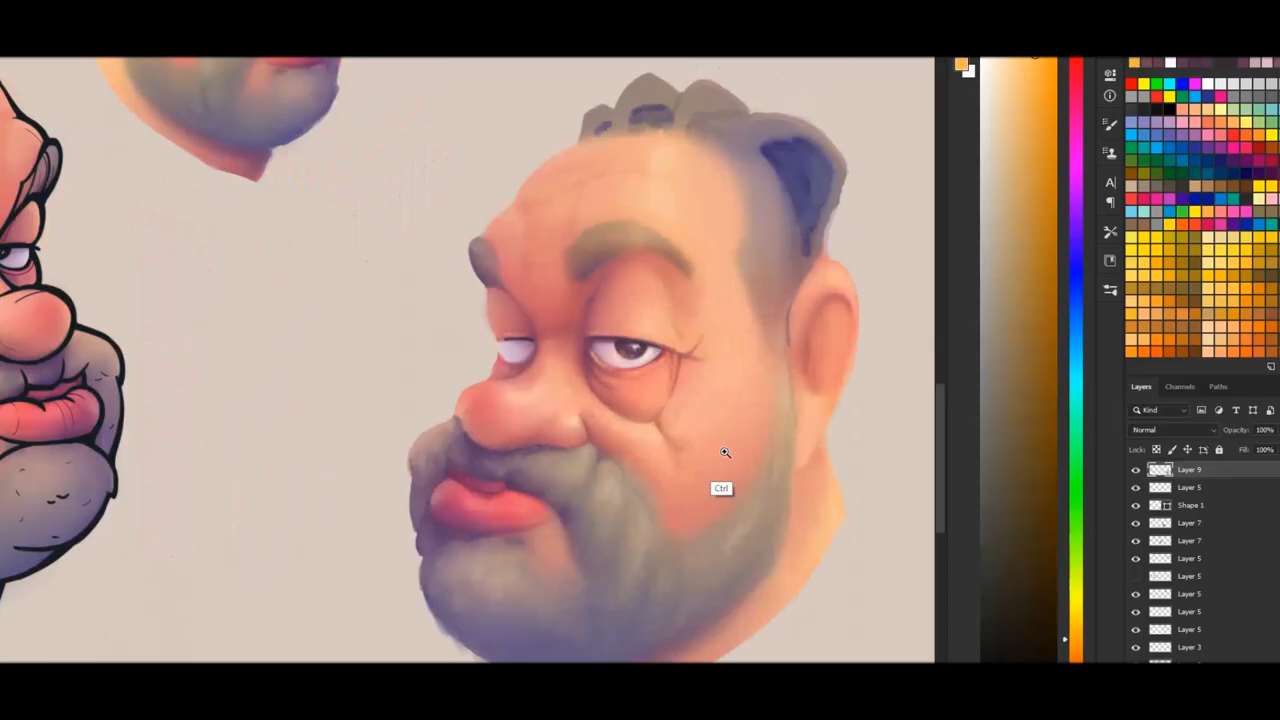 Layers Channels Paths
Kind
Normal Opacity: 100%
Lock: Fill: 100%
Layer 9
Layer 5
Shape 1
Layer 7
Layer 7
Layer 5
Layer 5
Layer 5
Layer 5
Layer 5
Layer 3
Ctrl